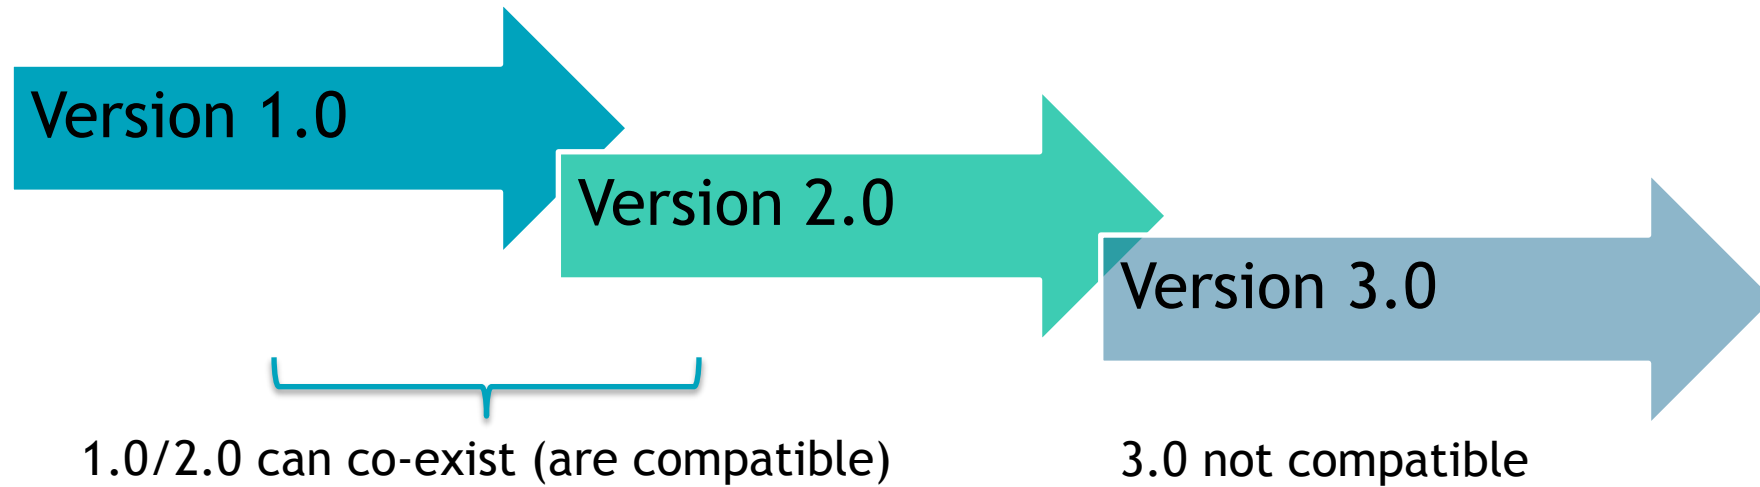 Version 1.0
Version 2.0
Version 3.0
1.0/2.0 can co-exist (are compatible)
3.0 not compatible